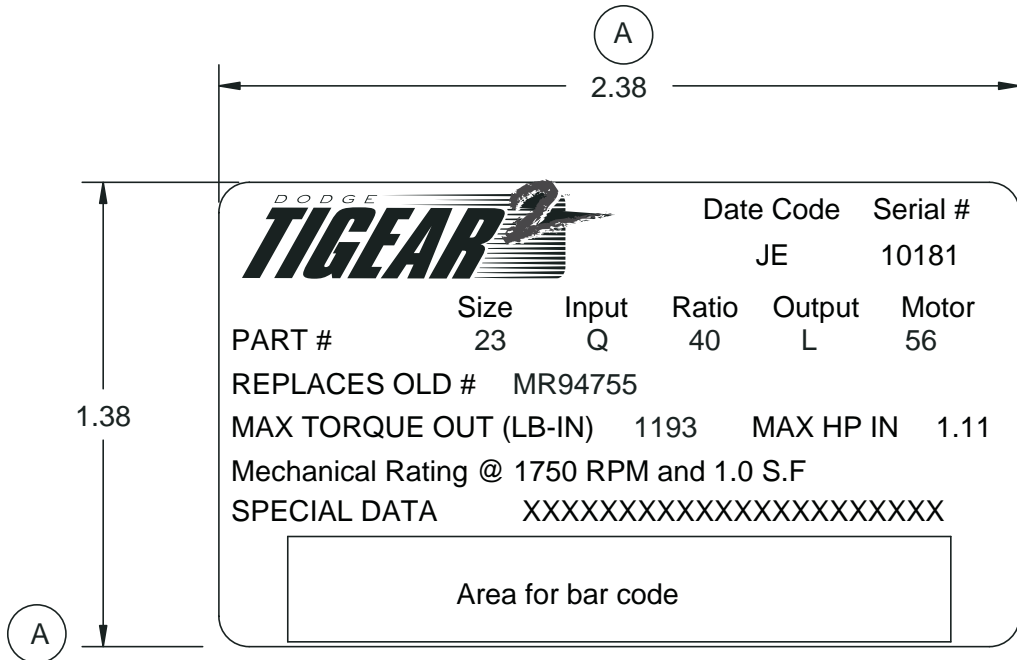 A
2.38
DODGE
TIGEAR 2
Date Code Serial #
JE 10181
Size Input Ratio Output Motor
PART # 23 Q 40 L 56
REPLACES OLD # MR94755
1.38
MAX TORQUE OUT (LB-IN) 1193 MAX HP IN 1.11
Mechanical Rating @ 1750 RPM and 1.0 S.F
SPECIAL DATA XXXXXXXXXXXXXXXXXXXXXX
Area for bar code
A